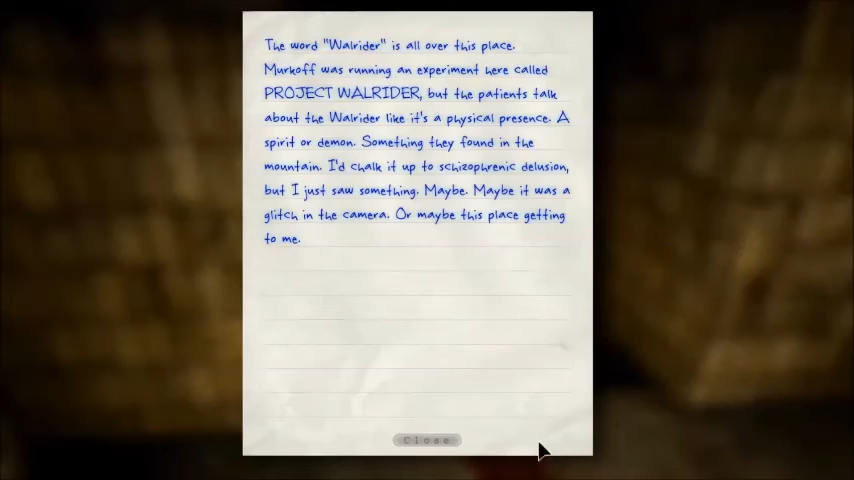 The word "Walrider" is all over this place.
Murkoff was running an experiment here called
PROJECT WALRIDER, but the patients talk
about the Walrider like it's a physical presence. A
spirit or demon. Something they found in the
mountain. I'd chalk it up to schizophrenic delusion,
but I just saw something. Maybe. Maybe it was a
glitch in the camera. Or maybe this place getting
to me.
Close